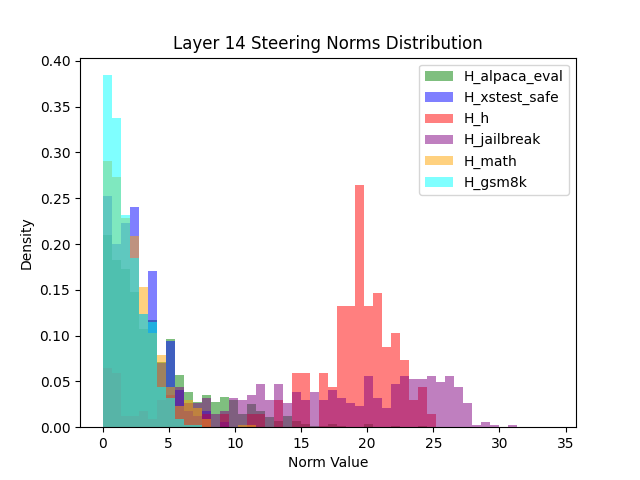 Layer 14 Steering Norms Distribution
0.40
0.35
0.30
0.25
0.20
0.15
0.10
0.05
0.00
Density
H_alpaca_eval
H_xstest_safe
H_h
H_jailbreak
H_math
H_gsm8k
0 5 10 15 20 25 30 35
Norm Value